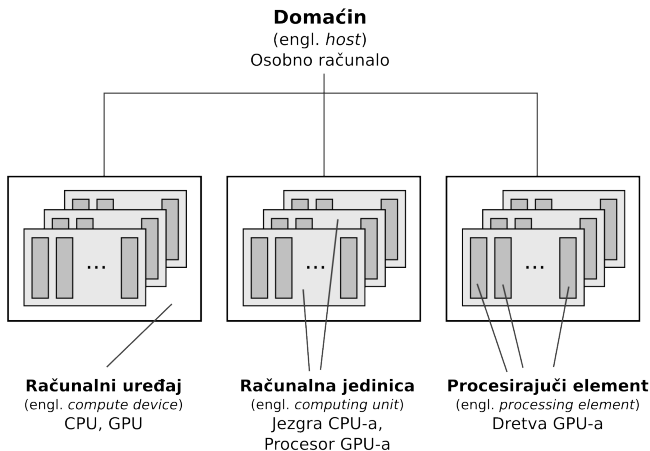 Domaćin
(engl. host)
Osobno računalo
...
...
...
Računalni uređaj
(engl. compute device)
CPU, GPU
Računalna jedinica
(engl. computing unit)
Jezgra CPU-a,
Procesor GPU-a
Procesirajuči element
(engl. processing element)
Dretva GPU-a